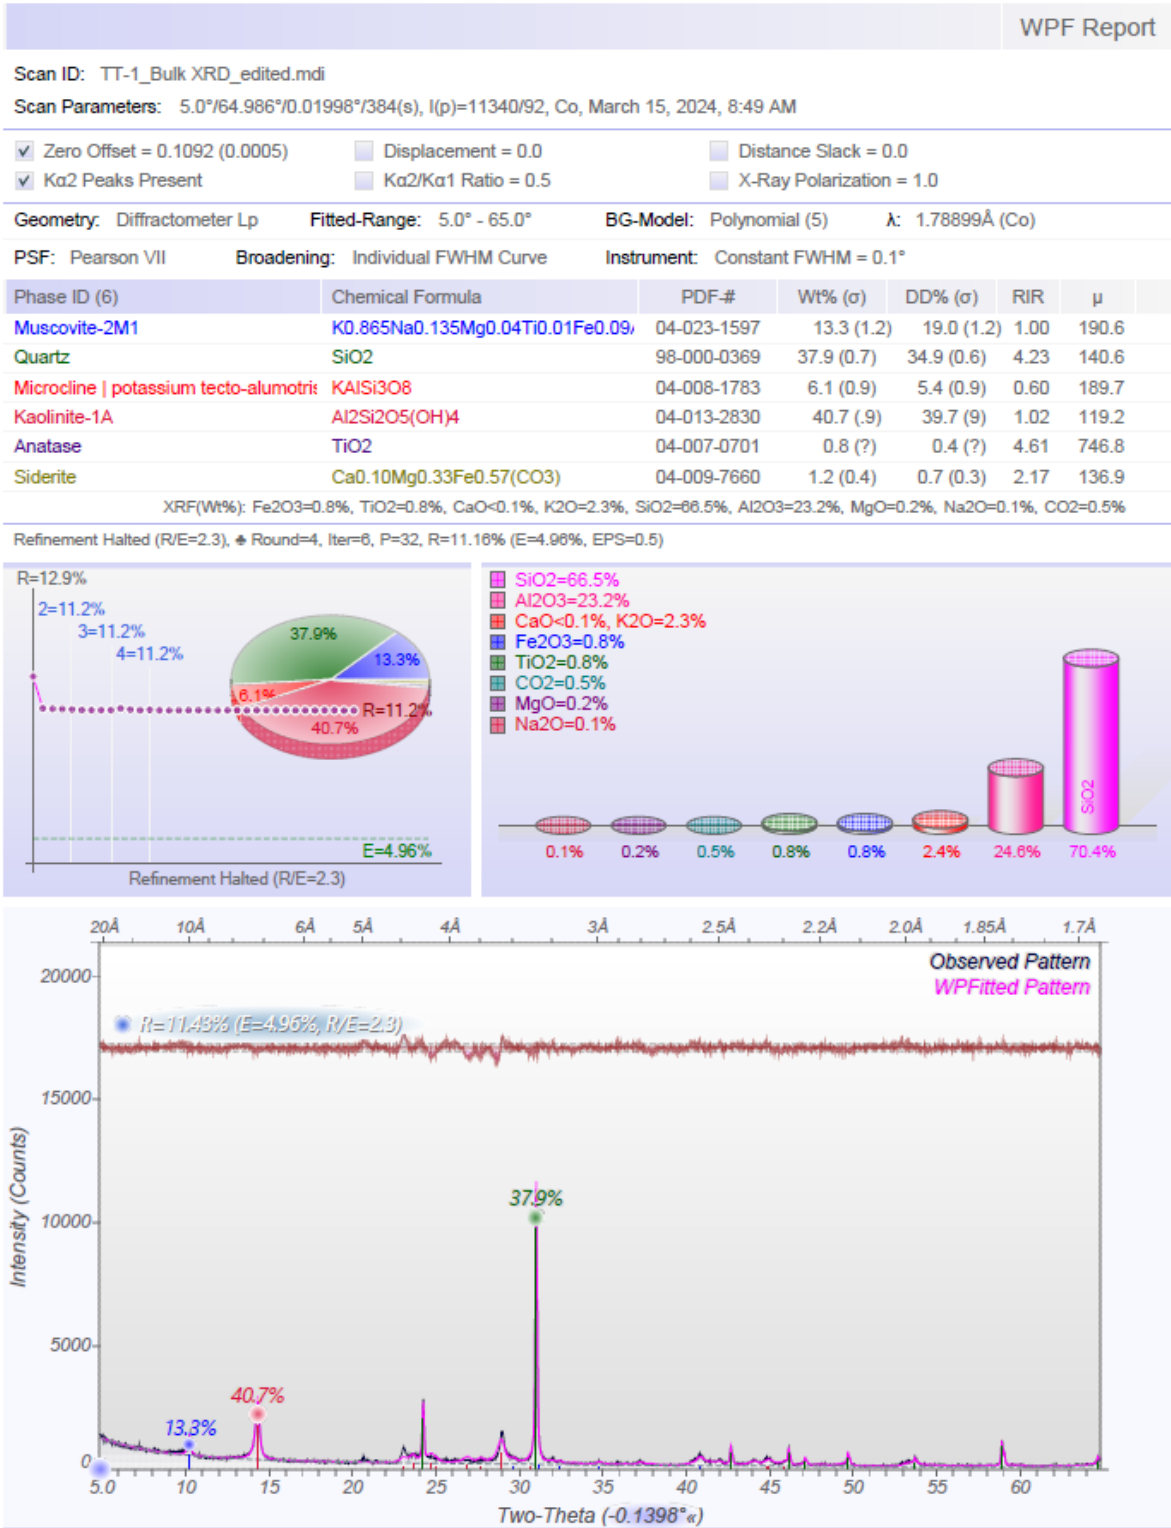 WPF Report
Scan ID: TT-1_Bulk XRD_edited.mdi
Scan Parameters: 5.0°/64.986°/0.01998°/384(s), I(p)=11340/92, Co, March 15, 2024, 8:49 AM
Zero Offset = 0.1092 (0.0005) Displacement = 0.0 Distance Slack = 0.0
Kα2 Peaks Present Kα2/Kα1 Ratio = 0.5 X-Ray Polarization = 1.0
Geometry: Diffractometer Lp Fitted-Range: 5.0° - 65.0° BG-Model: Polynomial (5) λ: 1.78899Å (Co)
PSF: Pearson VII Broadening: Individual FWHM Curve Instrument: Constant FWHM = 0.1°
Phase ID (6) Chemical Formula PDF-# Wt% (σ) DD% (σ) RIR μ
Muscovite-2M1 K0.865Na0.135Mg0.04Ti0.01Fe0.09 04-023-1597 13.3 (1.2) 19.0 (1.2) 1.00 190.6
Quartz SiO2 98-000-0369 37.9 (0.7) 34.9 (0.6) 4.23 140.6
Microcline | potassium tecto-alumotris KAlSi3O8 04-008-1783 6.1 (0.9) 5.4 (0.9) 0.60 189.7
Kaolinite-1A Al2Si2O5(OH)4 04-013-2830 40.7 (.9) 39.7 (9) 1.02 119.2
Anatase TiO2 04-007-0701 0.8 (?) 0.4 (?) 4.61 746.8
Siderite Ca0.10Mg0.33Fe0.57(CO3) 04-009-7660 1.2 (0.4) 0.7 (0.3) 2.17 136.9
XRF(Wt%): Fe2O3=0.8%, TiO2=0.8%, CaO<0.1%, K2O=2.3%, SiO2=66.5%, Al2O3=23.2%, MgO=0.2%, Na2O=0.1%, CO2=0.5%
Refinement Halted (R/E=2.3), ♣ Round=4, Iter=6, P=32, R=11.16% (E=4.96%, EPS=0.5)
R=12.9%
2=11.2%
3=11.2%
4=11.2%
37.9%
13.3%
6.1%
R=11.2%
40.7%
E=4.96%
Refinement Halted (R/E=2.3)
SiO2=66.5%
Al2O3=23.2%
CaO<0.1%, K2O=2.3%
Fe2O3=0.8%
TiO2=0.8%
CO2=0.5%
MgO=0.2%
Na2O=0.1%
SiO2
0.1% 0.2% 0.5% 0.8% 0.8% 2.4% 24.6% 70.4%
20Å 10Å 6Å 5Å 4Å 3Å 2.5Å 2.2Å 2.0Å 1.85Å 1.7Å
Observed Pattern
WPFitted Pattern
R=11.43% (E=4.96%, R/E=2.3)
20000
15000
10000
5000
0
Intensity (Counts)
37.9%
40.7%
13.3%
5.0 10 15 20 25 30 35 40 45 50 55 60
Two-Theta (-0.1398°«)